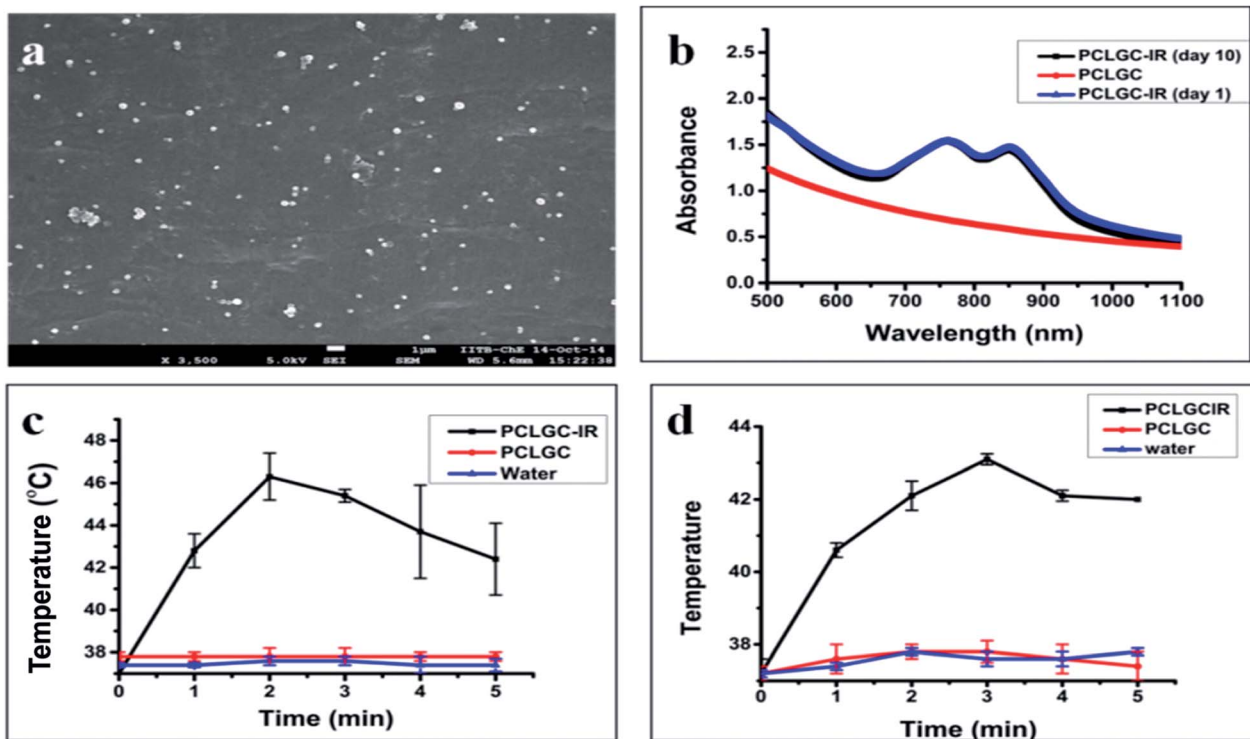 a
X 3,500 5.0kV SEI 1µm IITB-ChE 14-Oct-14
SEM WD 5.6mm 15:22:38
b
PCLGC-IR (day 10)
PCLGC
PCLGC-IR (day 1)
2.5
2.0
1.5
1.0
0.5
0.0
Absorbance
500 600 700 800 900 1000 1100
Wavelength (nm)
c
PCLGC-IR
PCLGC
Water
48
46
44
42
40
38
Temperature (°C)
0 1 2 3 4 5
Time (min)
d
PCLGCIR
PCLGC
water
44
42
40
38
Temperature
0 1 2 3 4 5
Time (min)